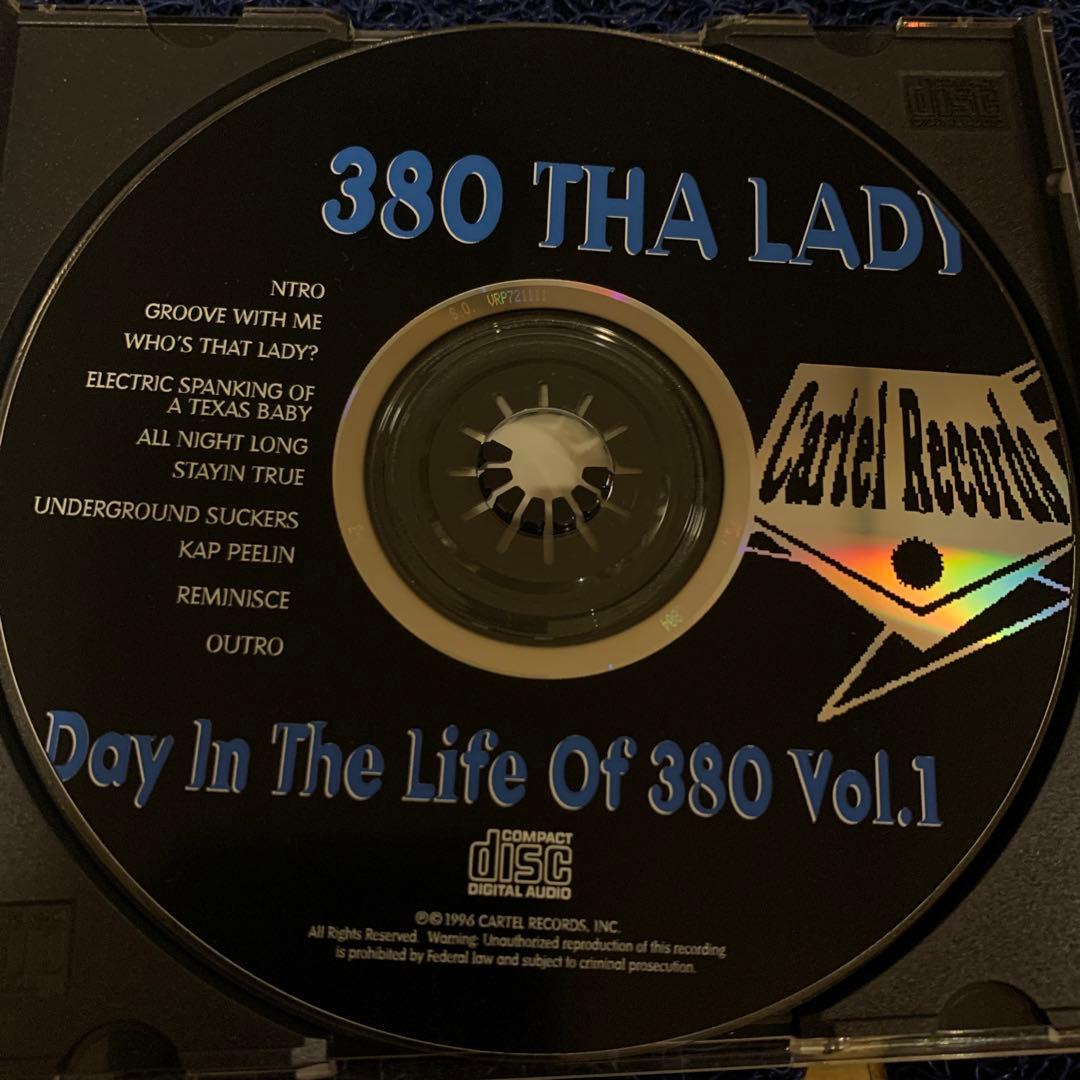 380 THA LADY
NTRO
GROOVE WITH ME
WHO'S THAT LADY?
ELECTRIC SPANKING OF
A TEXAS BABY
ALL NIGHT LONG
STAYIN TRUE
UNDERGROUND SUCKERS
KAP PEELIN
REMINISCE
OUTRO
S.O. VRP721111
Cartel Records
Day In The Life Of 380 Vol.1
COMPACT
disc
DIGITAL AUDIO
℗©1996 CARTEL RECORDS, INC.
All Rights Reserved. Warning: Unauthorized reproduction of this recording
is prohibited by Federal law and subject to criminal prosecution.
disc